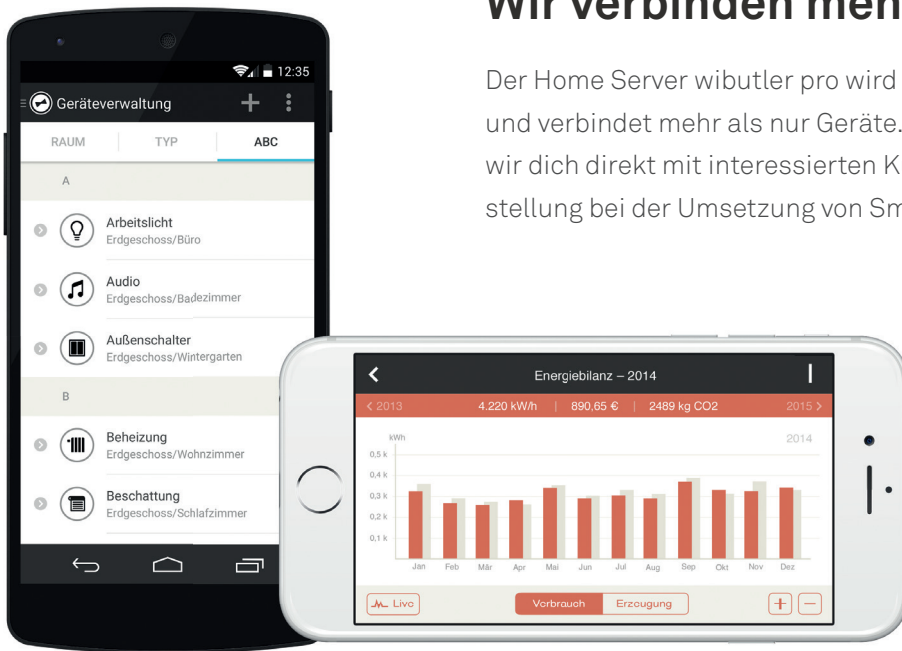 Wir verbinden meh
Der Home Server wibutler pro wird
und verbindet mehr als nur Geräte.
wir dich direkt mit interessierten K
stellung bei der Umsetzung von Sm
12:35
Geräteverwaltung
RAUM TYP ABC
A
Arbeitslicht
Erdgeschoss/Büro
Audio
Erdgeschoss/Badezimmer
Außenschalter
Erdgeschoss/Wintergarten
B
Beheizung
Erdgeschoss/Wohnzimmer
Beschattung
Erdgeschoss/Schlafzimmer
Energiebilanz – 2014
< 2013 4.220 kW/h | 890,65 € | 2489 kg CO2 2015 >
kWh 2014
0,5 k
0,4 k
0,3 k
0,2 k
0,1 k
Jan Feb Mär Apr Mai Jun Jul Aug Sep Okt Nov Dez
Live Vorbrauch Erzougung